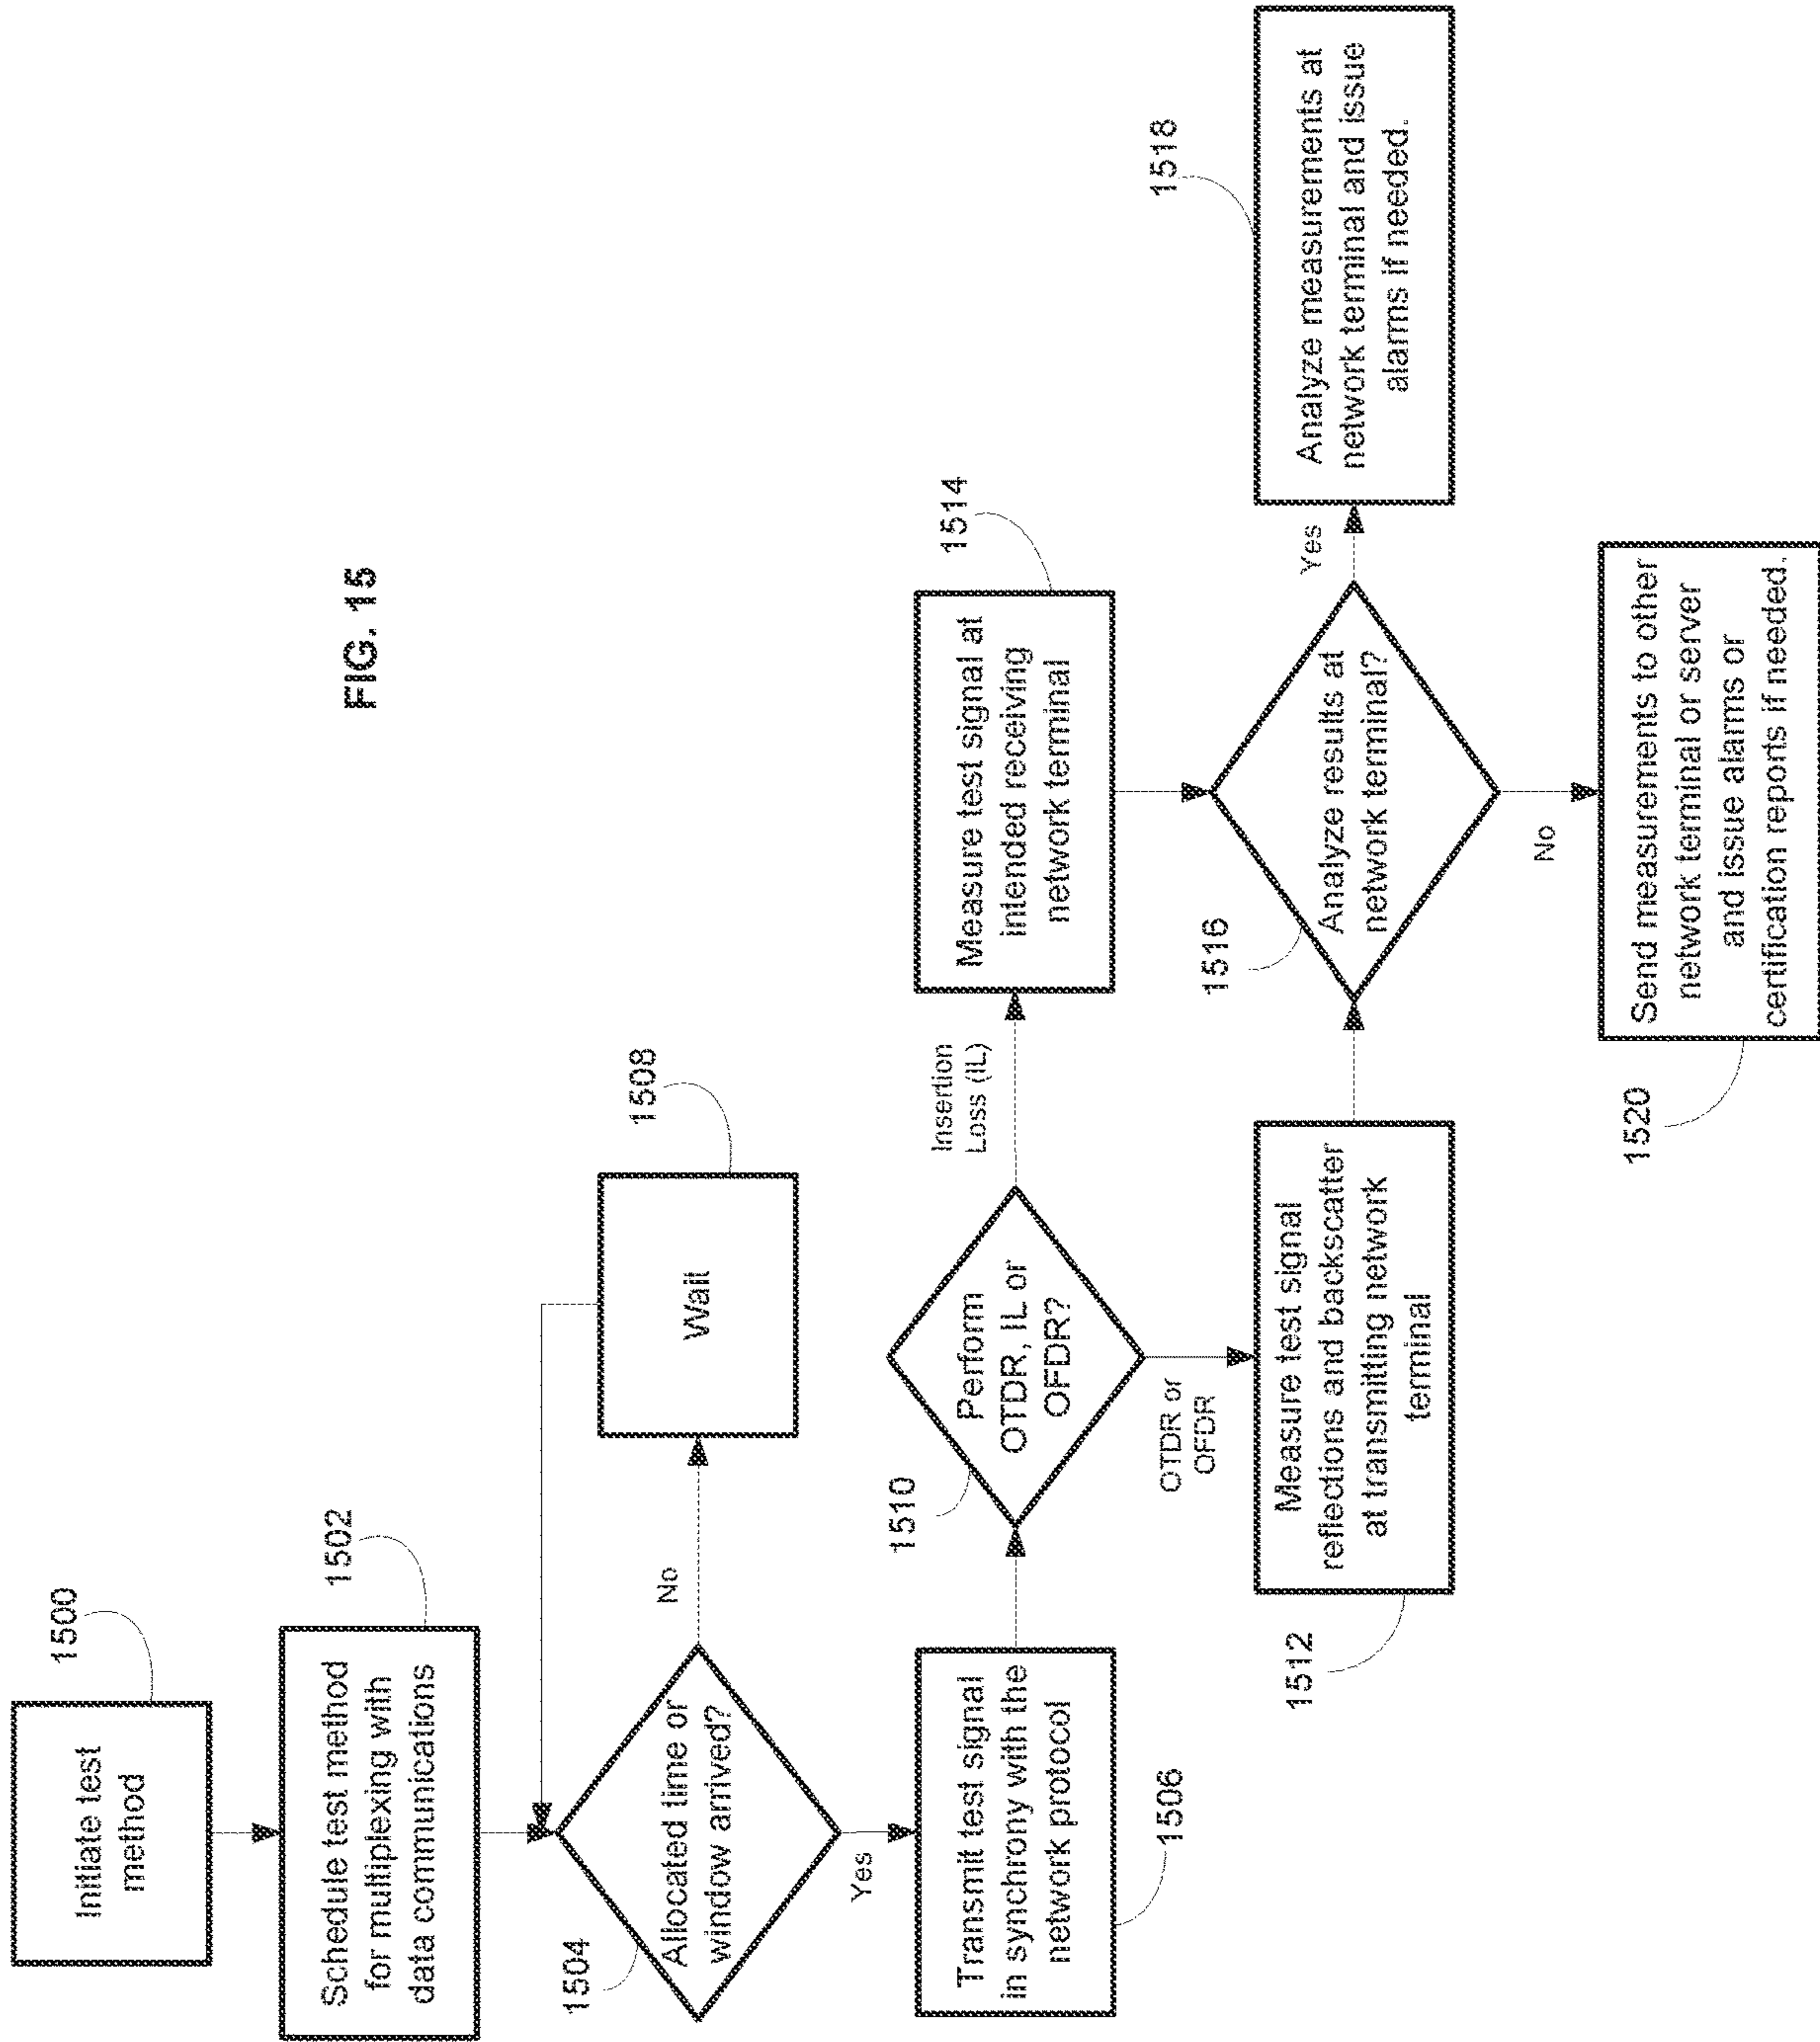 FIG. 15
1500
Initiate test
method
1502
Schedule test method
for multiplexing with
data communications
1504
Allocated time or
window arrived?
No
1508
Wait
Yes
Transmit test signal
in synchrony with the
network protocol
1506
1510
Perform
OTDR, IL or
OFDR?
Insertion
Loss (IL)
1514
Measure test signal at
intended receiving
network terminal
OTDR or
OFDR
Measure test signal
reflections and backscatter
at transmitting network
terminal
1512
1516
Analyze results at
network terminal?
Yes
1518
Analyze measurements at
network terminal and issue
alarms if needed.
No
Send measurements to other
network terminal or server
and issue alarms or
certification reports if needed.
1520